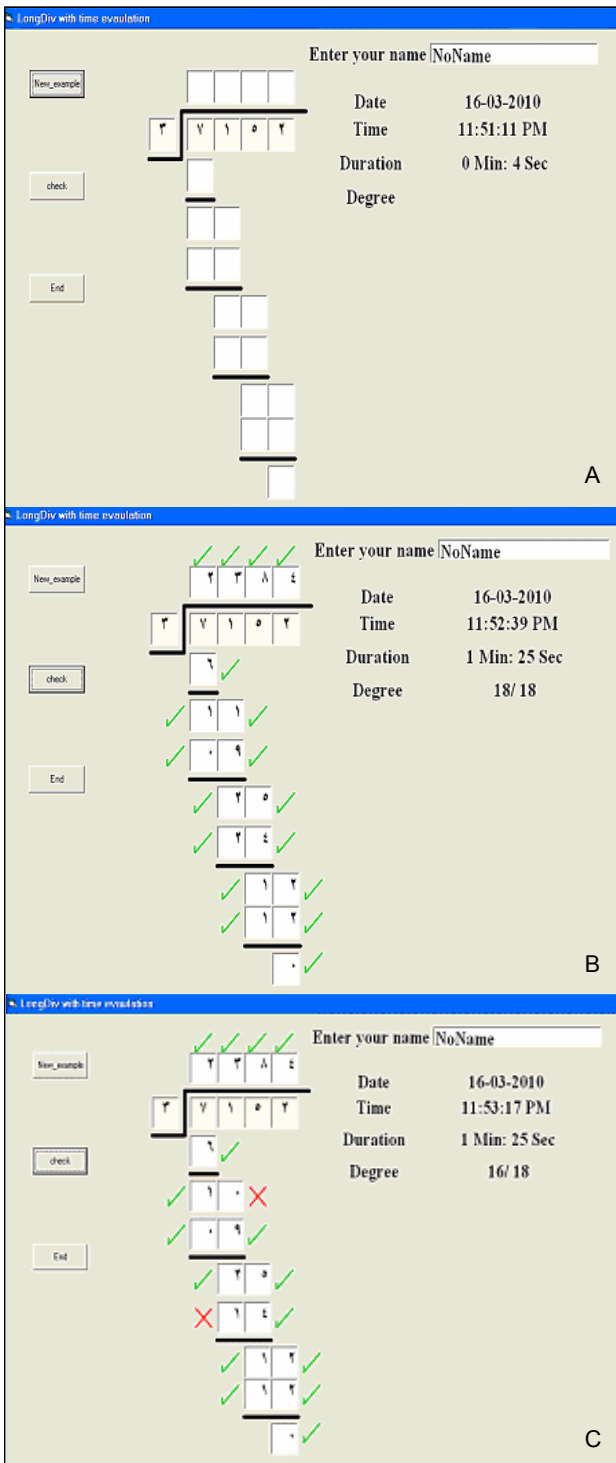 LongDiv with time evaulation
Enter your name NoName
New_example
Date 16-03-2010
٣ ٧ ١ ٥ ٢
Time 11:51:11 PM
Duration 0 Min: 4 Sec
check
Degree
End
A
LongDiv with time evaulation
Enter your name NoName
New_example
٢ ٣ ٨ ٤
Date 16-03-2010
٣ ٧ ١ ٥ ٢
Time 11:52:39 PM
٦
Duration 1 Min: 25 Sec
check
Degree 18/ 18
١ ١
٠ ٩
End
٢ ٥
٢ ٤
١ ٢
١ ٢
٠
B
LongDiv with time evaulation
Enter your name NoName
New_example
٢ ٣ ٨ ٤
Date 16-03-2010
٣ ٧ ١ ٥ ٢
Time 11:53:17 PM
٦
Duration 1 Min: 25 Sec
check
Degree 16/ 18
١ ٠
٠ ٩
End
٢ ٥
٤
١ ٢
١ ٢
٠
C